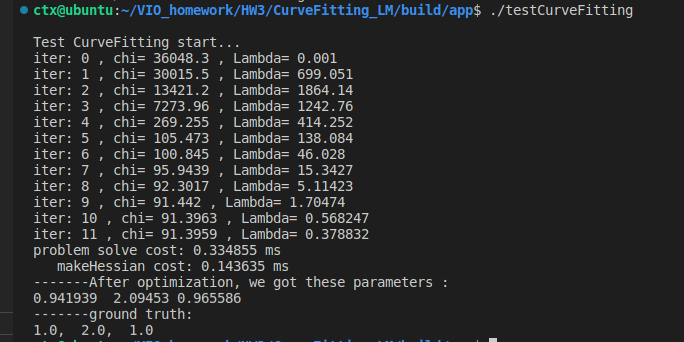 ctx@ubuntu:~/VIO_homework/HW3/CurveFitting_LM/build/app$ ./testCurveFitting
Test CurveFitting start...
iter: 0 , chi= 36048.3 , Lambda= 0.001
iter: 1 , chi= 30015.5 , Lambda= 699.051
iter: 2 , chi= 13421.2 , Lambda= 1864.14
iter: 3 , chi= 7273.96 , Lambda= 1242.76
iter: 4 , chi= 269.255 , Lambda= 414.252
iter: 5 , chi= 105.473 , Lambda= 138.084
iter: 6 , chi= 100.845 , Lambda= 46.028
iter: 7 , chi= 95.9439 , Lambda= 15.3427
iter: 8 , chi= 92.3017 , Lambda= 5.11423
iter: 9 , chi= 91.442 , Lambda= 1.70474
iter: 10 , chi= 91.3963 , Lambda= 0.568247
iter: 11 , chi= 91.3959 , Lambda= 0.378832
problem solve cost: 0.334855 ms
   makeHessian cost: 0.143635 ms
-------After optimization, we got these parameters :
0.941939  2.09453 0.965586
-------ground truth:
1.0,  2.0,  1.0